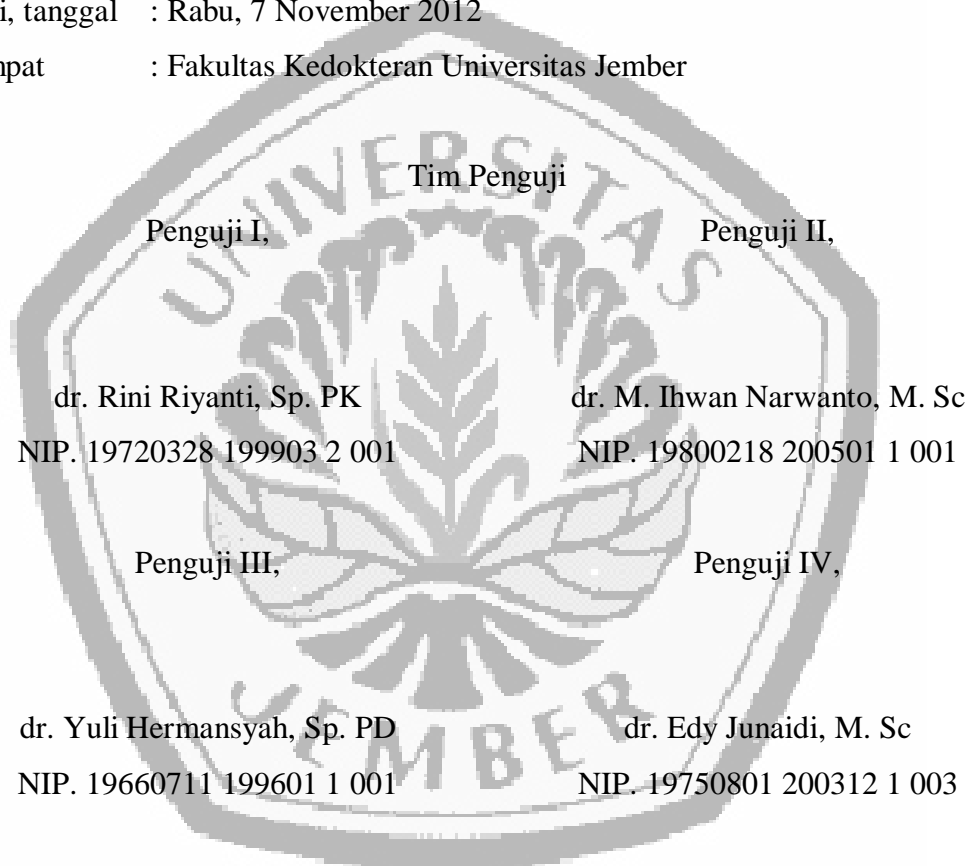 i, tanggal : Rabu, 7 November 2012
npat : Fakultas Kedokteran Universitas Jember
UNIVERSITAS
Tim Penguji
Penguji I, Penguji II,
dr. Rini Riyanti, Sp. PK dr. M. Ihwan Narwanto, M. Sc
NIP. 19720328 199903 2 001 NIP. 19800218 200501 1 001
Penguji III, Penguji IV,
dr. Yuli Hermansyah, Sp. PD dr. Edy Junaidi, M. Sc
NIP. 19660711 199601 1 001 NIP. 19750801 200312 1 003
JEMBER